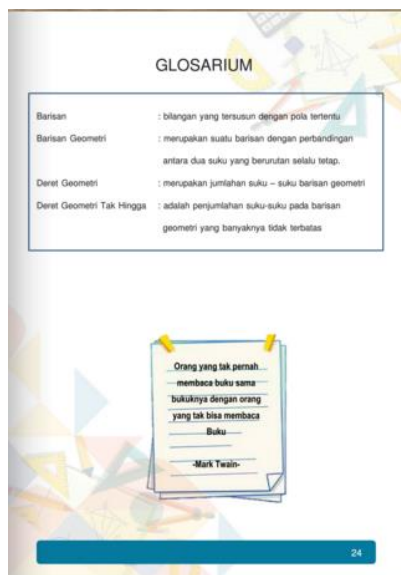 GLOSARIUM
Barisan : bilangan yang tersusun dengan pola tertentu
Barisan Geometri : merupakan suatu barisan dengan perbandingan
antara dua suku yang berurutan selalu tetap.
Deret Geometri : merupakan jumlahan suku – suku barisan geometri
Deret Geometri Tak Hingga : adalah penjumlahan suku-suku pada barisan
geometri yang banyaknya tidak terbatas
Orang yang tak pernah
membaca buku sama
bukuknya dengan orang
yang tak bisa membaca
Buku
-Mark Twain-
24